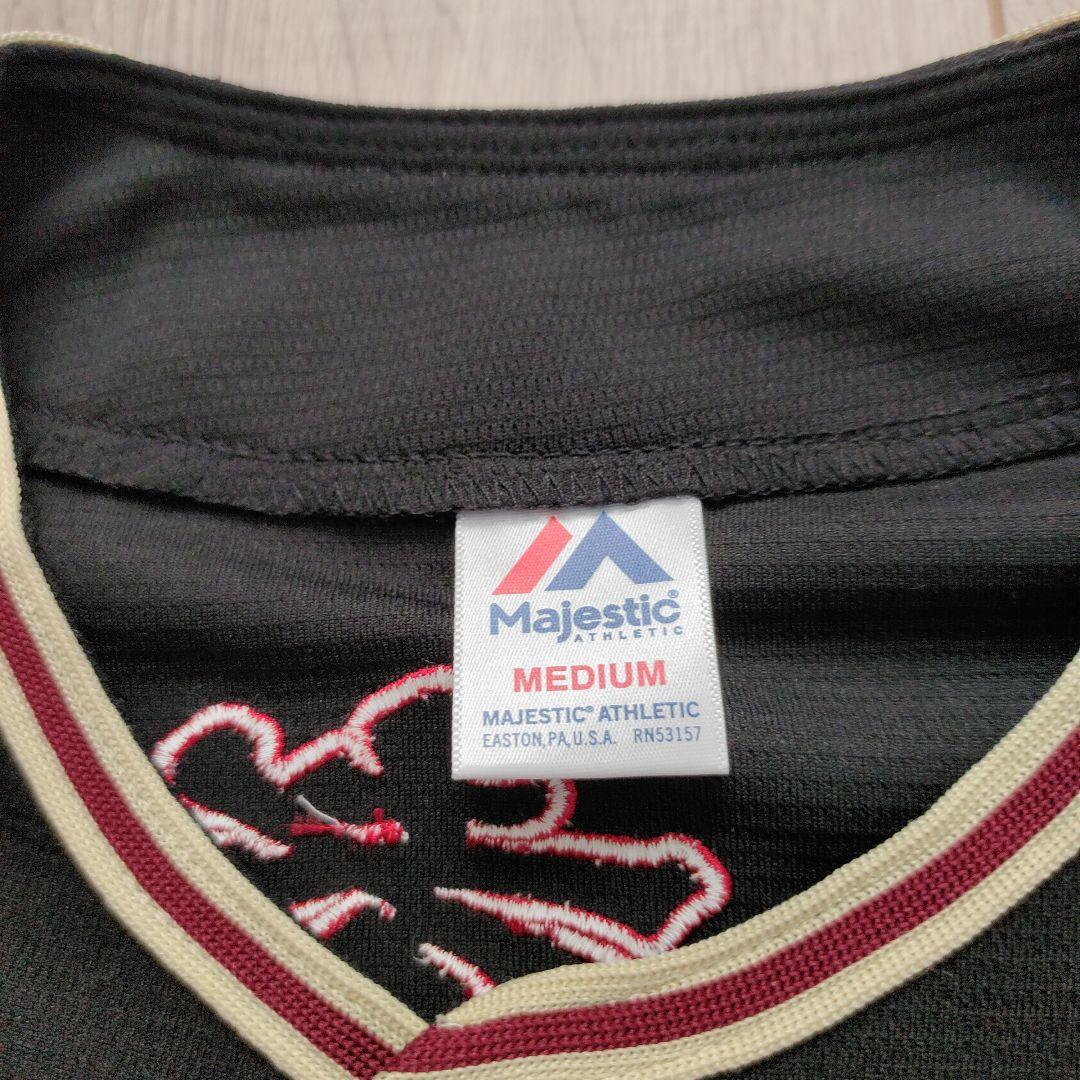 Majestic®
ATHLETIC
MEDIUM
MAJESTIC® ATHLETIC
EASTON, PA, U.S.A. RN53157